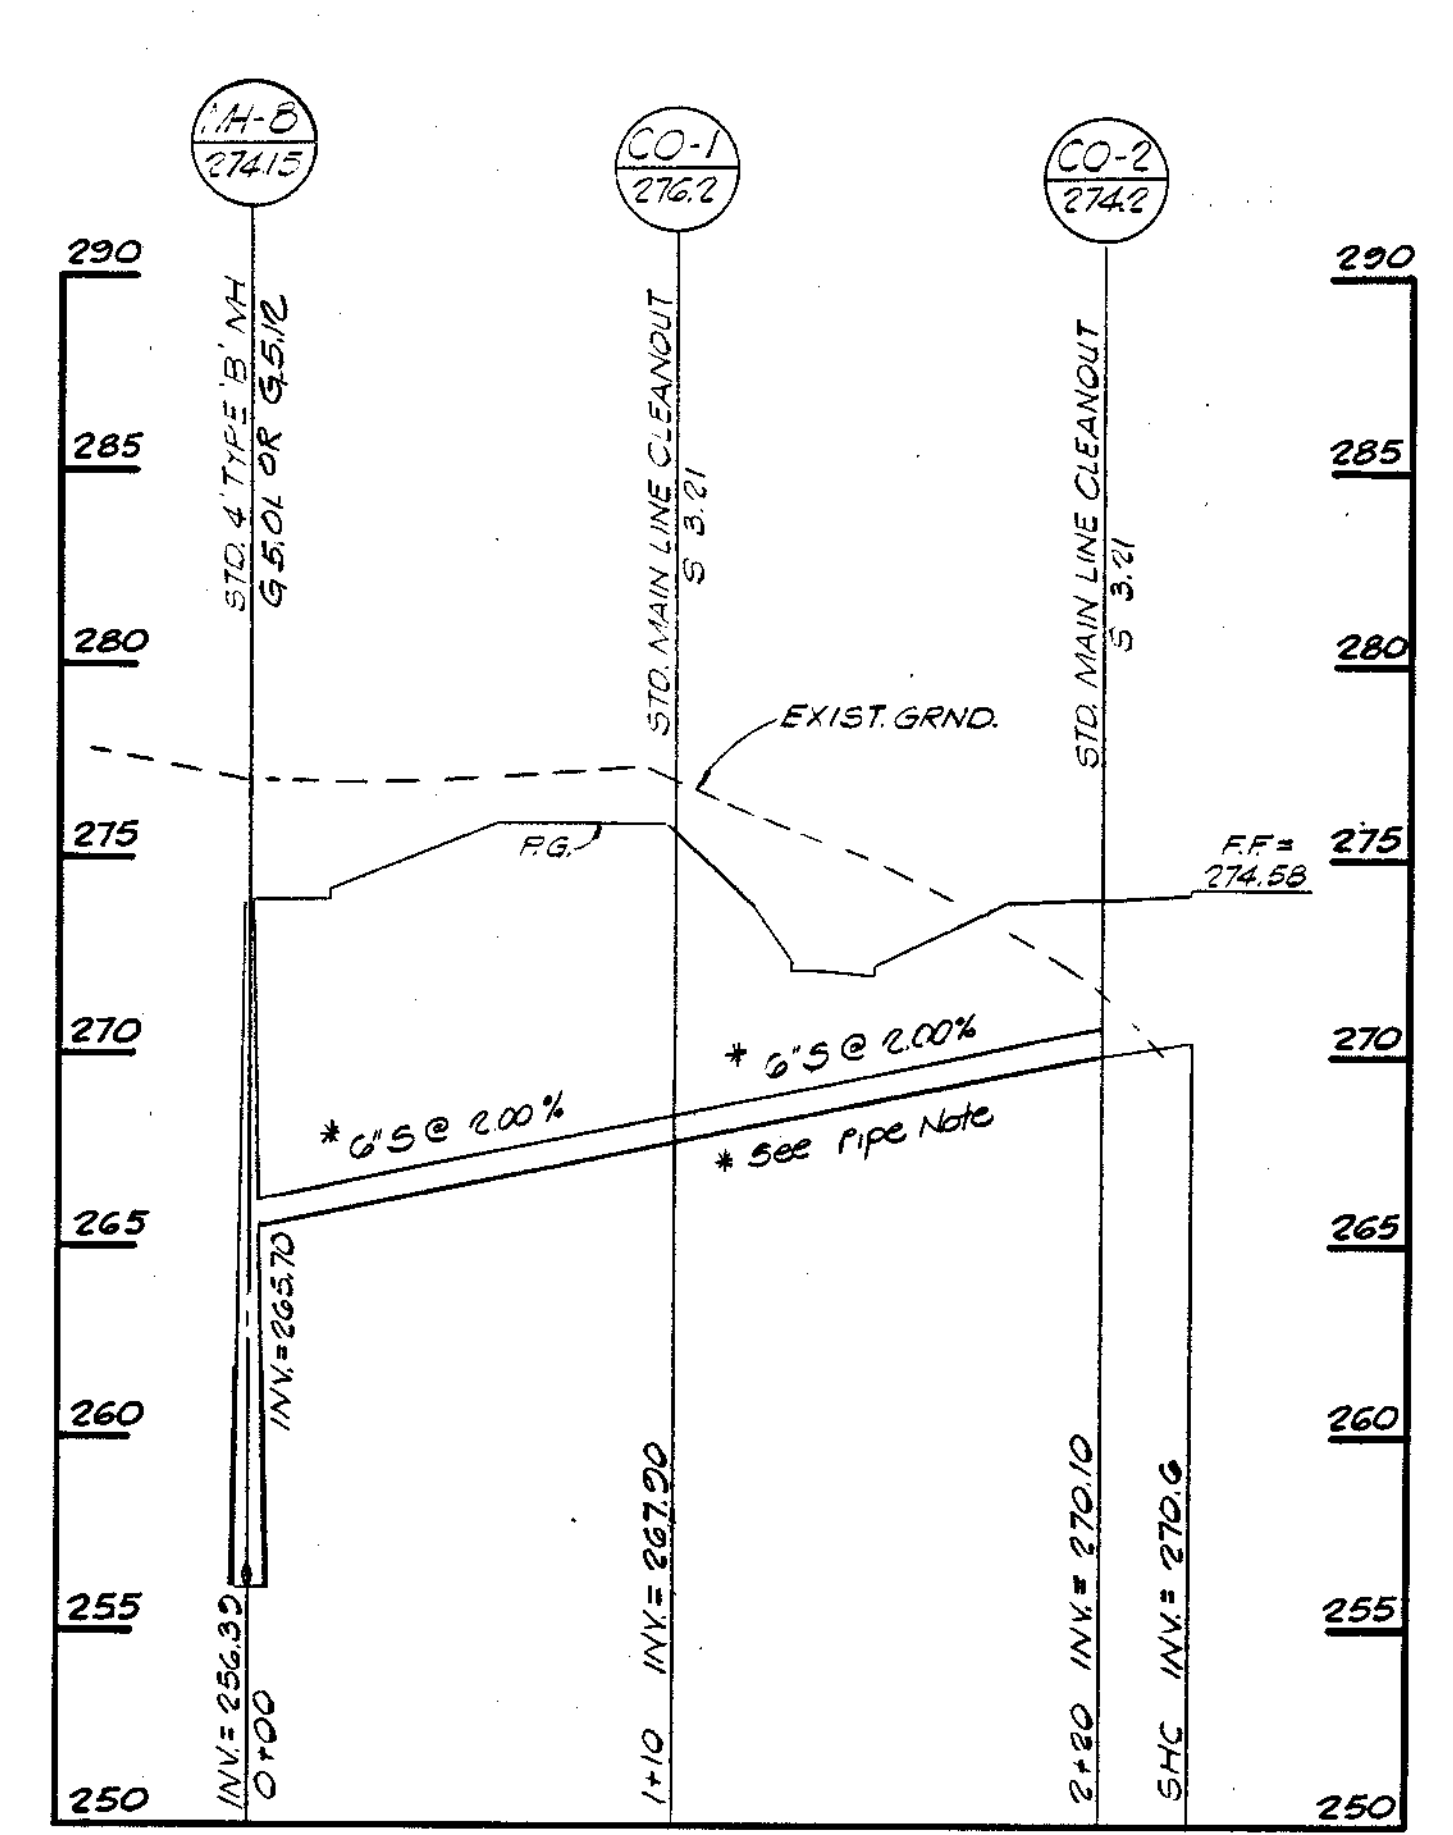 MH-8
274.15
CO-1
276.2
CO-2
274.2
290
290
STD. 4' TYPE 'B' MH
G 5.01 OR G 5.12
STD. MAIN LINE CLEANOUT
S 3.21
STD. MAIN LINE CLEANOUT
S 3.21
285
285
280
280
EXIST. GRND.
275
P.G.
F.F. =
274.58
275
270
* 6"S @ 2.00%
270
* 6"S @ 2.00%
* See Pipe Note
265
INV. = 265.70
265
260
260
255
255
INV. = 256.39
0+00
1+10 INV. = 267.90
2+20 INV. = 270.10
SHC INV. = 270.6
250
250